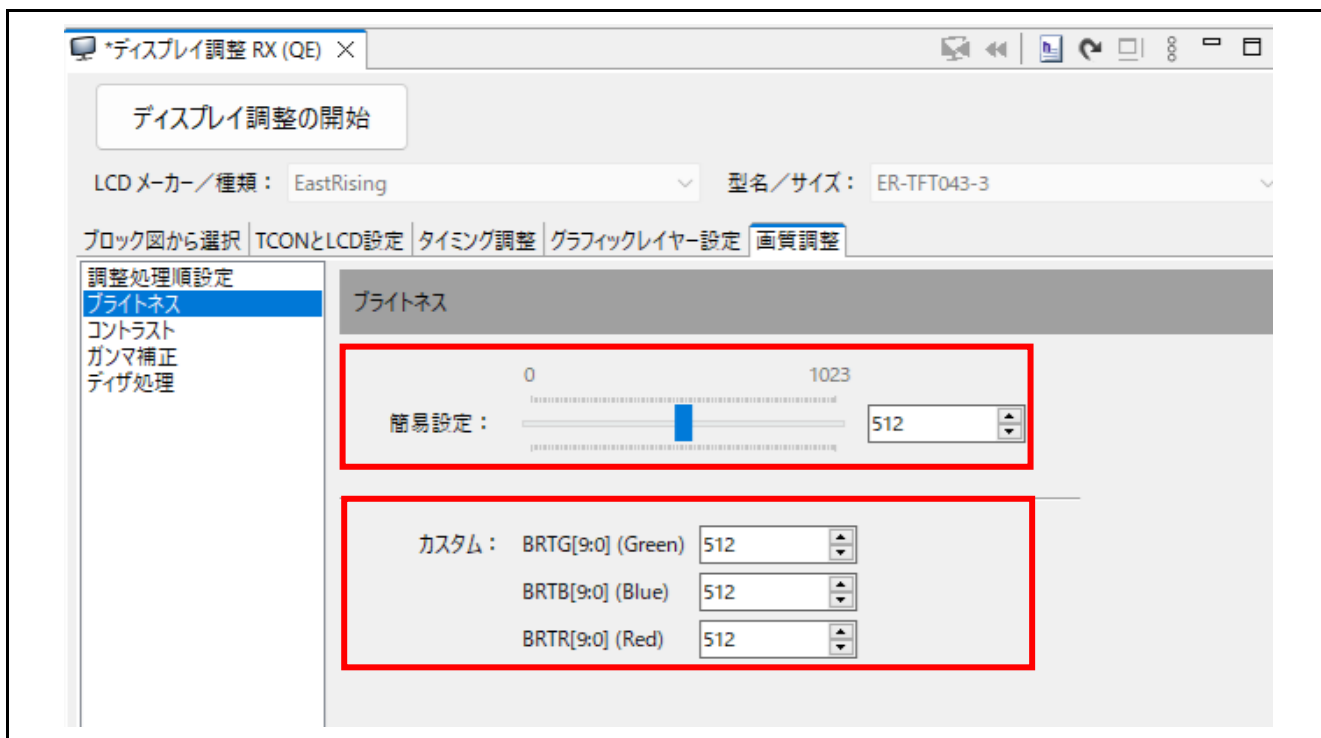 *ディスプレイ調整 RX (QE)
ディスプレイ調整の開始
LCD メーカー／種類： EastRising 型名／サイズ： ER-TFT043-3
ブロック図から選択 TCONとLCD設定 タイミング調整 グラフィックレイヤー設定 画質調整
調整処理順設定
ブライトネス
コントラスト
ガンマ補正
ディザ処理
ブライトネス
0 1023
簡易設定： 512
カスタム： BRTG[9:0] (Green) 512
BRTB[9:0] (Blue) 512
BRTR[9:0] (Red) 512